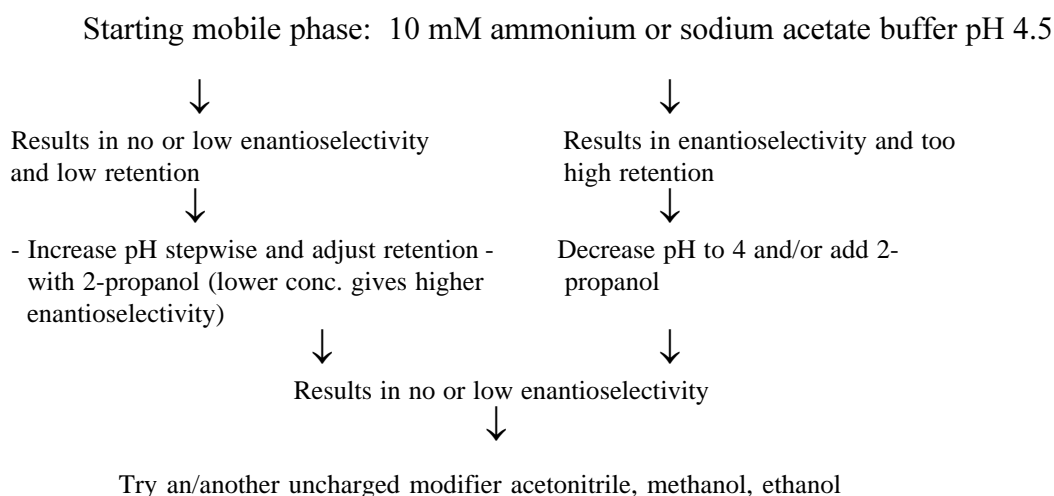 Starting mobile phase: 10 mM ammonium or sodium acetate buffer pH 4.5
Results in no or low enantioselectivity
and low retention
Results in enantioselectivity and too
high retention
- Increase pH stepwise and adjust retention -
with 2-propanol (lower conc. gives higher
enantioselectivity)
Decrease pH to 4 and/or add 2-
propanol
Results in no or low enantioselectivity
Try an/another uncharged modifier acetonitrile, methanol, ethanol